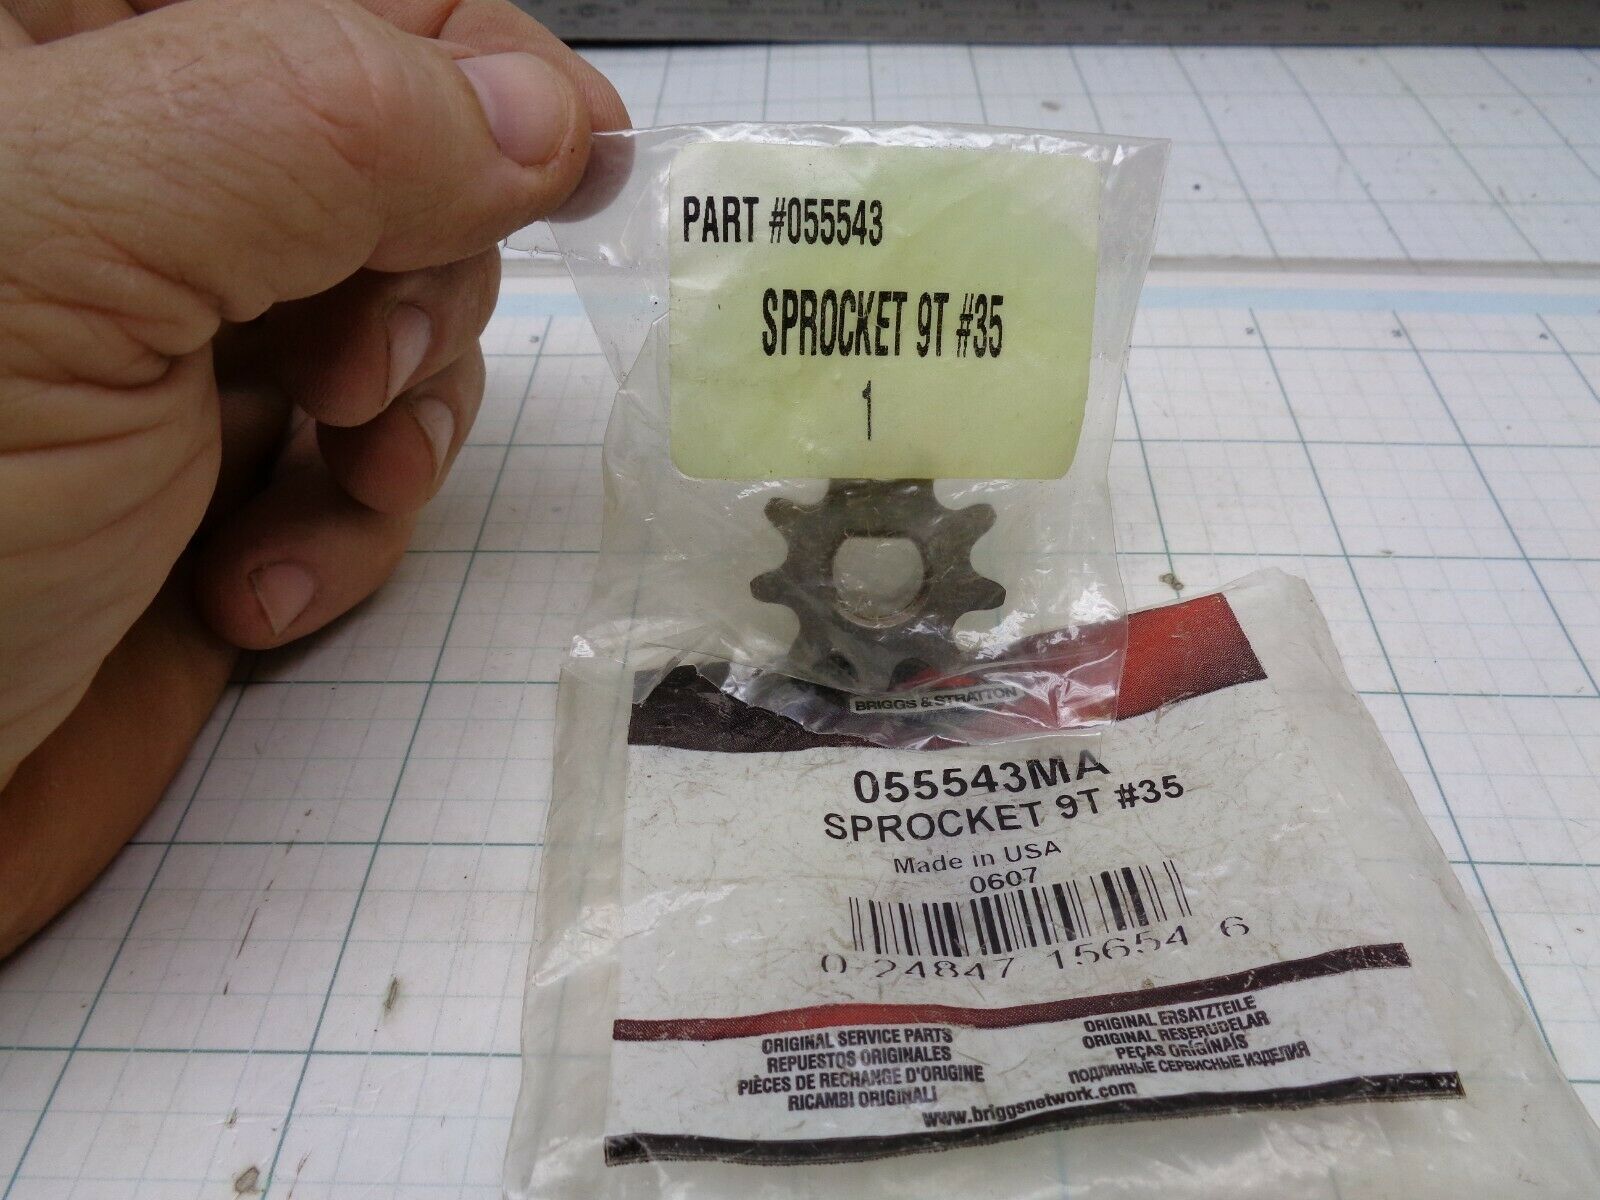 PART #055543
SPROCKET 9T #35
1
BRIGGS & STRATTON
055543MA
SPROCKET 9T #35
Made in USA
0607
0 24847 15654 6
ORIGINAL SERVICE PARTS
REPUESTOS ORIGINALES
PIÈCES DE RECHANGE D'ORIGINE
RICAMBI ORIGINALI
ORIGINAL ERSATZTEILE
ORIGINAL RESERVDELAR
PEÇAS ORIGINAIS
ПОДЛИННЫЕ СЕРВИСНЫЕ ИЗДЕЛИЯ
www.briggsnetwork.com